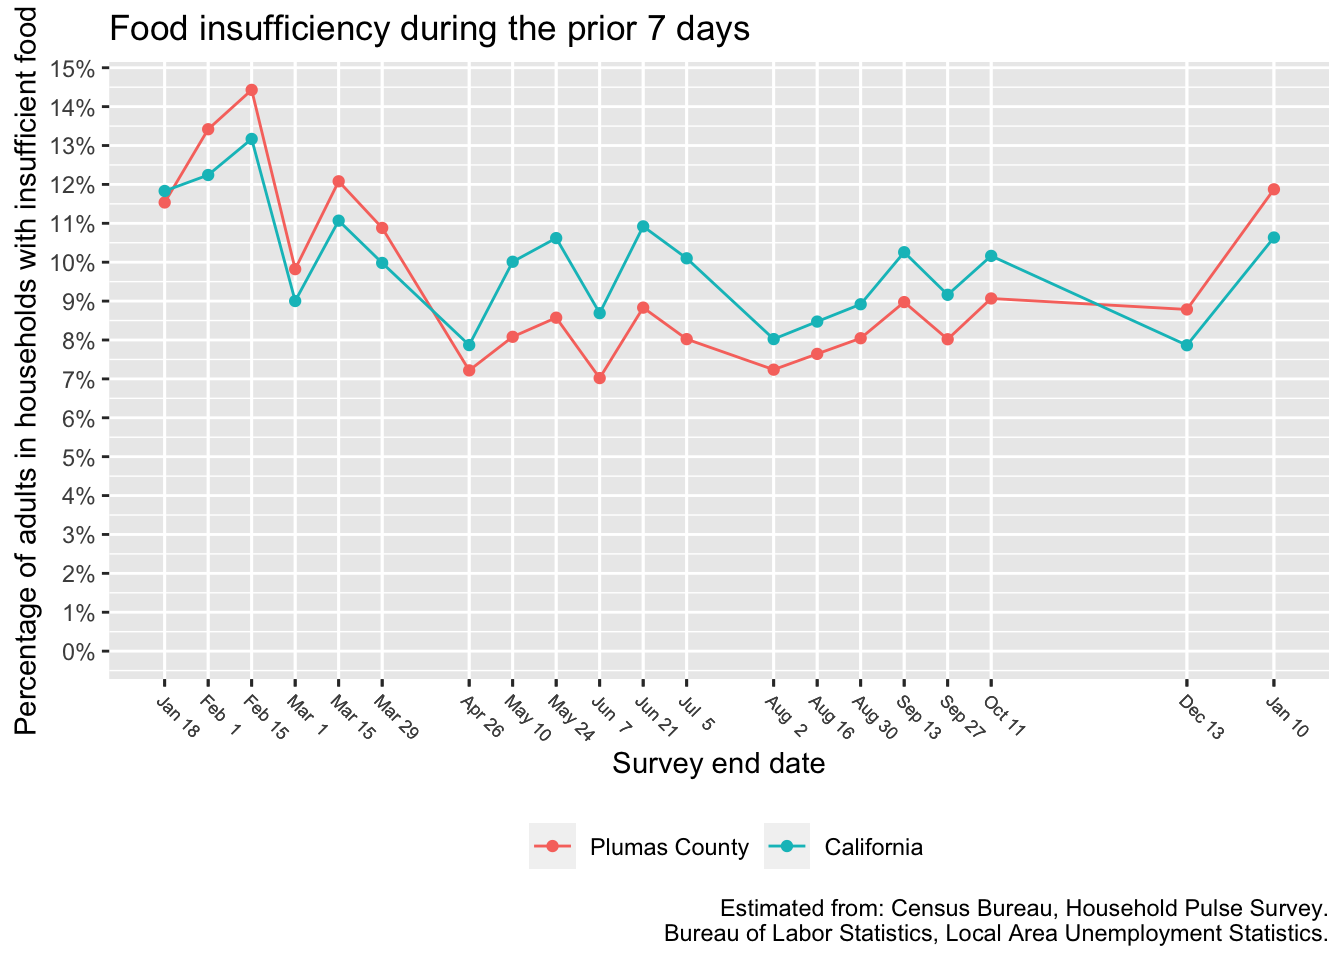 Food insufficiency during the prior 7 days
Percentage of adults in households with insufficient food
15%
14%
13%
12%
11%
10%
9%
8%
7%
6%
5%
4%
3%
2%
1%
0%
Jan 18
Feb 1
Feb 15
Mar 1
Mar 15
Mar 29
Apr 26
May 10
May 24
Jun 7
Jun 21
Jul 5
Aug 2
Aug 16
Aug 30
Sep 13
Sep 27
Oct 11
Dec 13
Jan 10
Survey end date
Plumas County
California
Estimated from: Census Bureau, Household Pulse Survey.
Bureau of Labor Statistics, Local Area Unemployment Statistics.